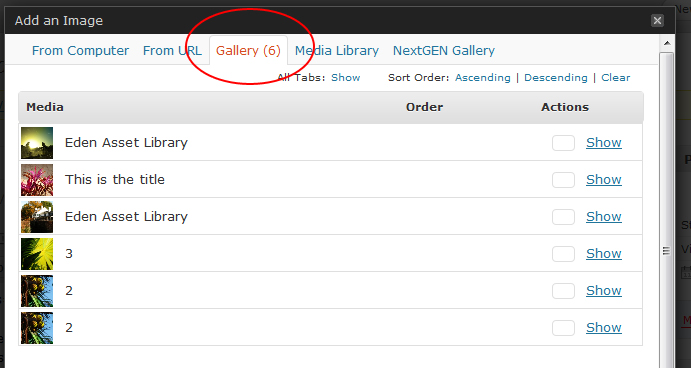 Add an Image
From Computer From URL Gallery (6) Media Library NextGEN Gallery
All Tabs: Show Sort Order: Ascending | Descending | Clear
Media Order Actions
Eden Asset Library Show
This is the title Show
Eden Asset Library Show
3 Show
2 Show
2 Show